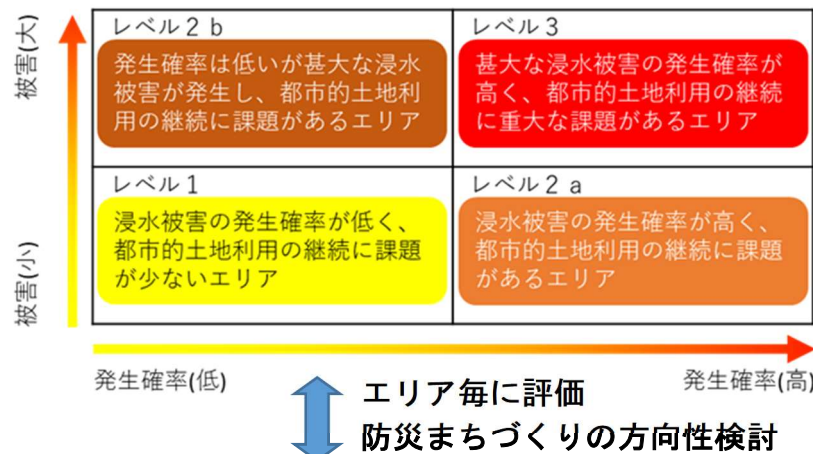 被害(大)
被害(小)
レベル2 b
発生確率は低いが甚大な浸水
被害が発生し、都市的土地利
用の継続に課題があるエリア
レベル3
甚大な浸水被害の発生確率が
高く、都市的土地利用の継続
に重大な課題があるエリア
レベル1
浸水被害の発生確率が低く、
都市的土地利用の継続に課題
が少ないエリア
レベル2 a
浸水被害の発生確率が高く、
都市的土地利用の継続に課題
があるエリア
発生確率(低)
発生確率(高)
エリア毎に評価
防災まちづくりの方向性検討